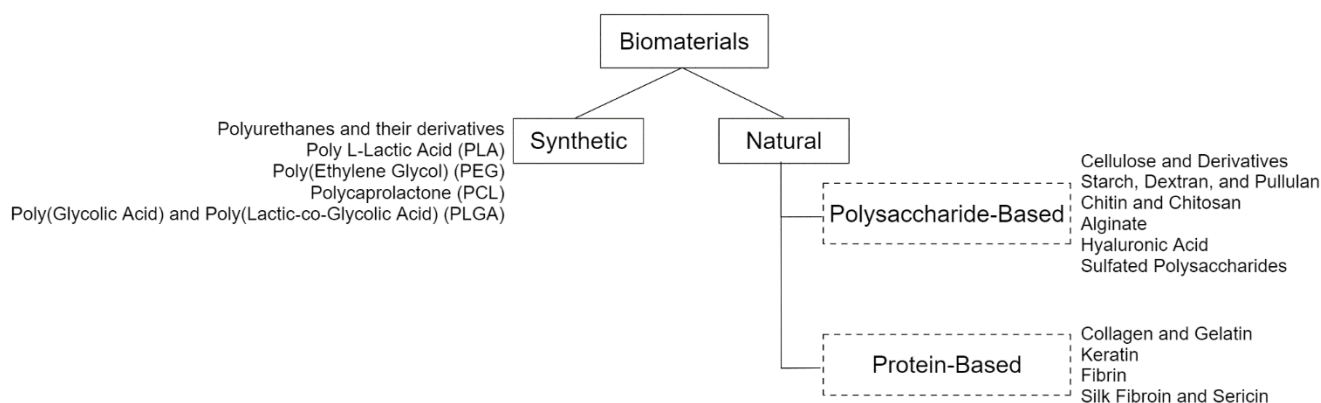 Biomaterials
Synthetic
Polyurethanes and their derivatives
Poly L-Lactic Acid (PLA)
Poly(Ethylene Glycol) (PEG)
Polycaprolactone (PCL)
Poly(Glycolic Acid) and Poly(Lactic-co-Glycolic Acid) (PLGA)
Natural
Polysaccharide-Based
Cellulose and Derivatives
Starch, Dextran, and Pullulan
Chitin and Chitosan
Alginate
Hyaluronic Acid
Sulfated Polysaccharides
Protein-Based
Collagen and Gelatin
Keratin
Fibrin
Silk Fibroin and Sericin